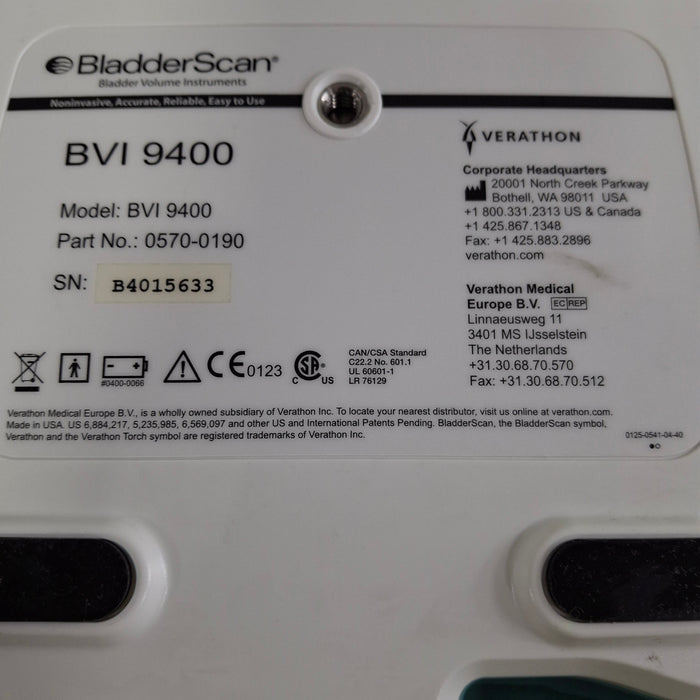 BladderScan®
Bladder Volume Instruments
Noninvasive, Accurate, Reliable, Easy to Use
BVI 9400
Model: BVI 9400
Part No.: 0570-0190
SN: B4015633
VERATHON
Corporate Headquarters
20001 North Creek Parkway
Bothell, WA 98011 USA
+1 800.331.2313 US & Canada
+1 425.867.1348
Fax: +1 425.883.2896
verathon.com
Verathon Medical
Europe B.V. EC REP
Linnaeusweg 11
3401 MS IJsselstein
The Netherlands
+31.30.68.70.570
Fax: +31.30.68.70.512
#0400-0066
CE 0123
C SA US
CAN/CSA Standard
C22.2 No. 601.1
UL 60601-1
LR 76129
Verathon Medical Europe B.V., is a wholly owned subsidiary of Verathon Inc. To locate your nearest distributor, visit us online at verathon.com.
Made in USA. US 6,884,217, 5,235,985, 6,569,097 and other US and International Patents Pending. BladderScan, the BladderScan symbol,
Verathon and the Verathon Torch symbol are registered trademarks of Verathon Inc.
0125-0541-04-40